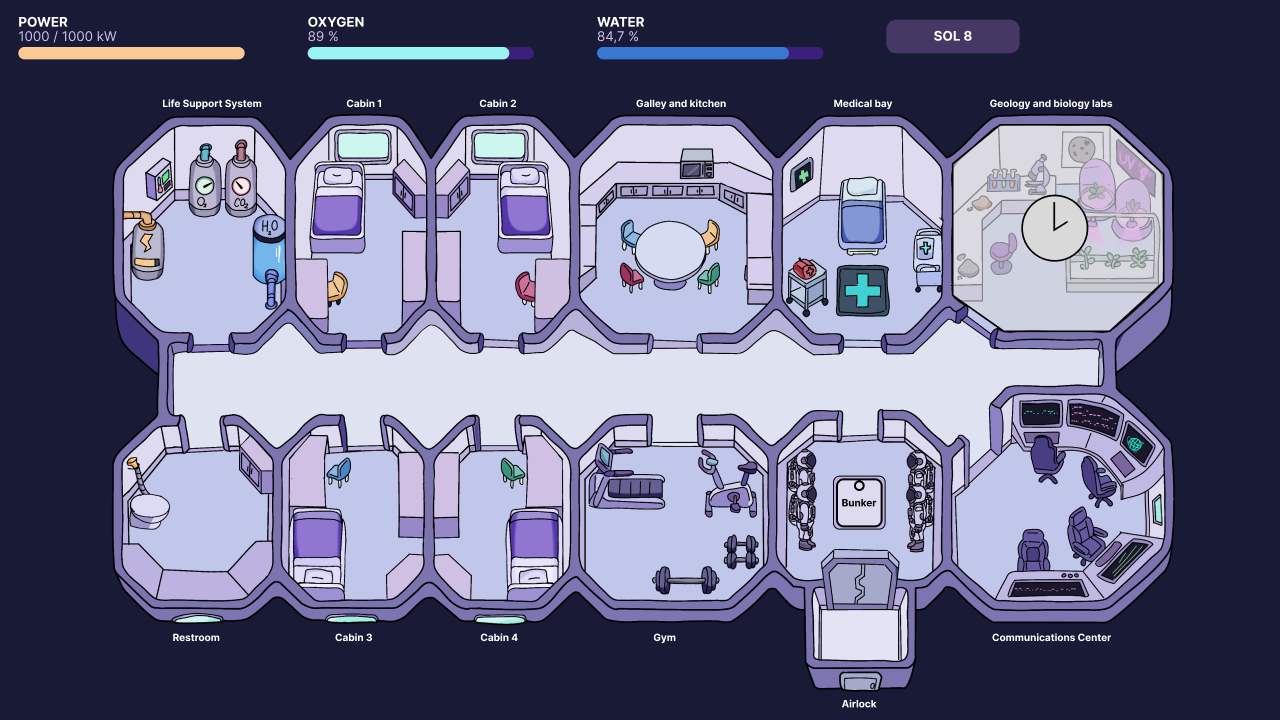 POWER
1000 / 1000 kW
OXYGEN
89 %
WATER
84,7 %
SOL 8
Life Support System
Cabin 1
Cabin 2
Galley and kitchen
Medical bay
Geology and biology labs
O₂
CO₂
H₂O
UV
Bunker
Restroom
Cabin 3
Cabin 4
Gym
Communications Center
Airlock